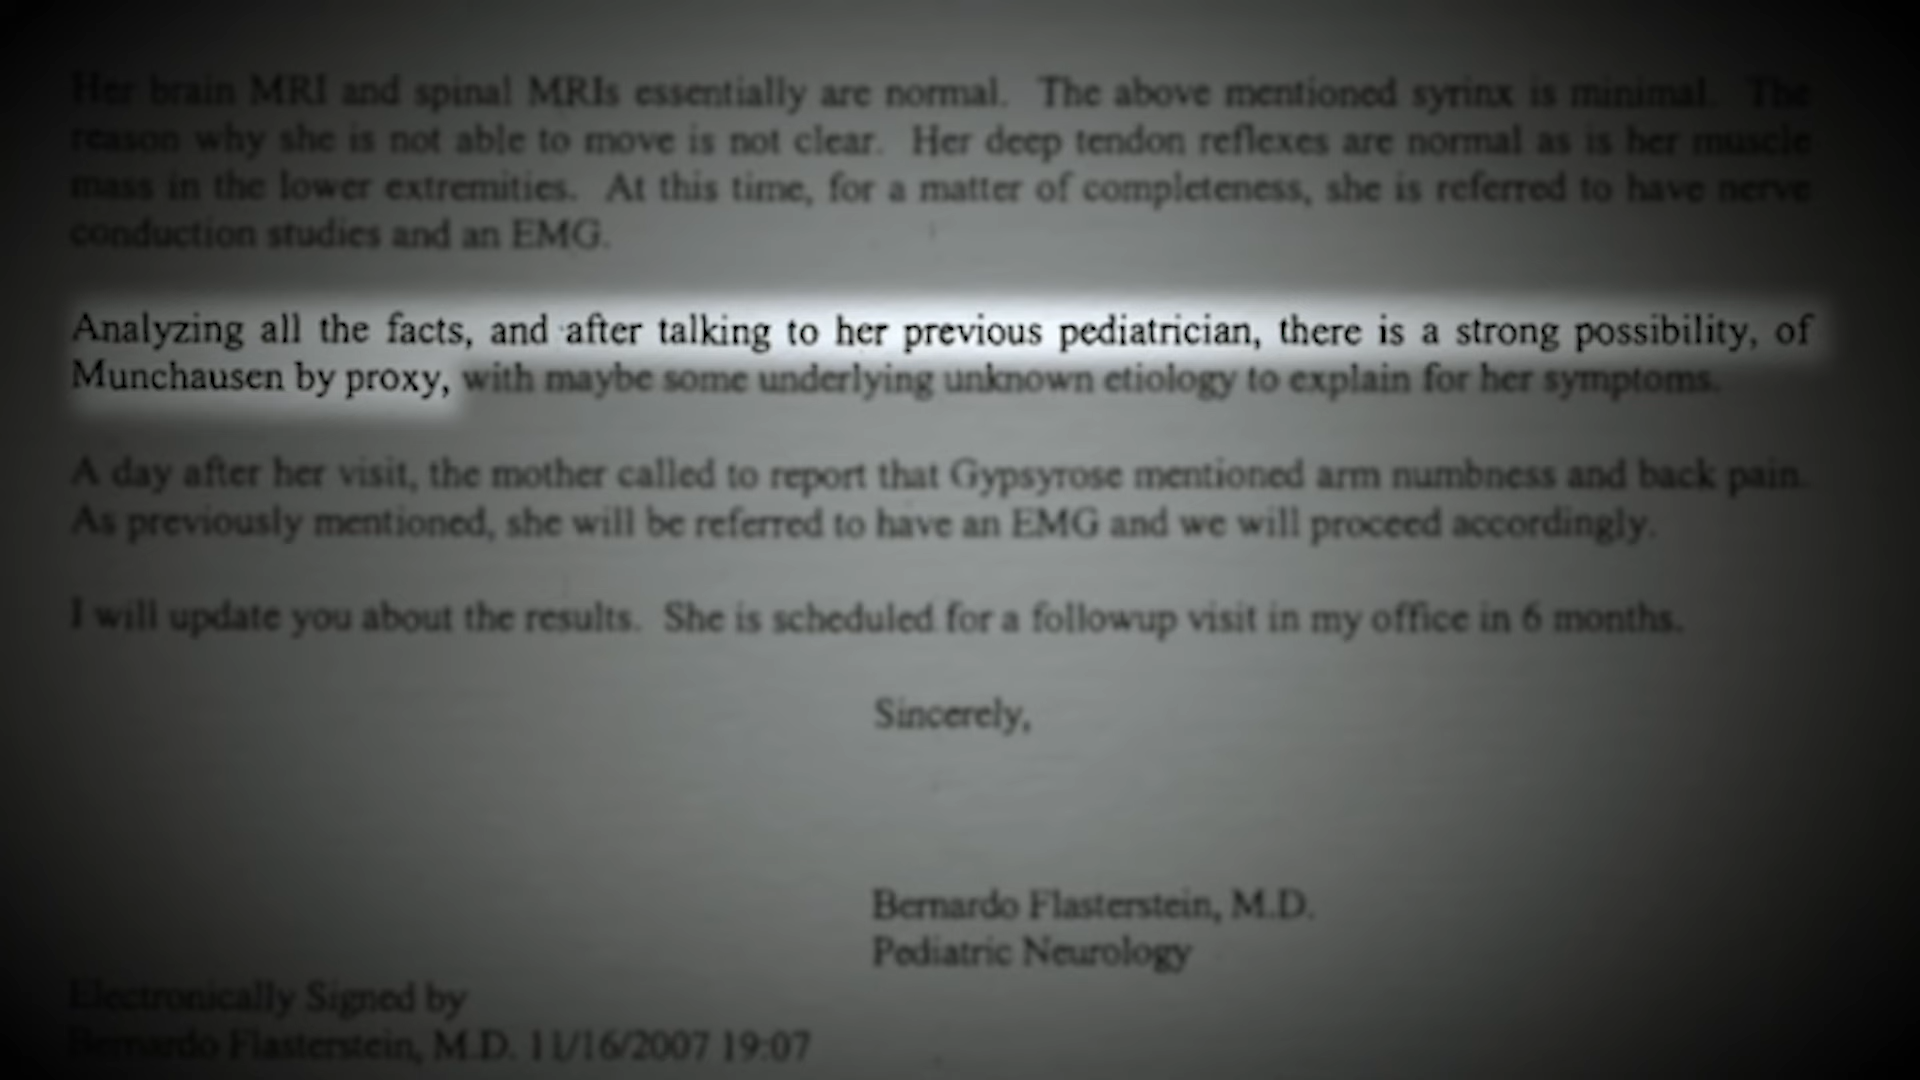 Her brain MRI and spinal MRIs essentially are normal. The above mentioned syrinx is minimal. The
reason why she is not able to move is not clear. Her deep tendon reflexes are normal as is her muscle
mass in the lower extremities. At this time, for a matter of completeness, she is referred to have nerve
conduction studies and an EMG.
Analyzing all the facts, and after talking to her previous pediatrician, there is a strong possibility, of
Munchausen by proxy, with maybe some underlying unknown etiology to explain for her symptoms.
A day after her visit, the mother called to report that Gypsyrose mentioned arm numbness and back pain.
As previously mentioned, she will be referred to have an EMG and we will proceed accordingly.
I will update you about the results. She is scheduled for a followup visit in my office in 6 months.
Sincerely,
Bernardo Flasterstein, M.D.
Pediatric Neurology
Electronically Signed by
Bernardo Flasterstein, M.D. 11/16/2007 19:07